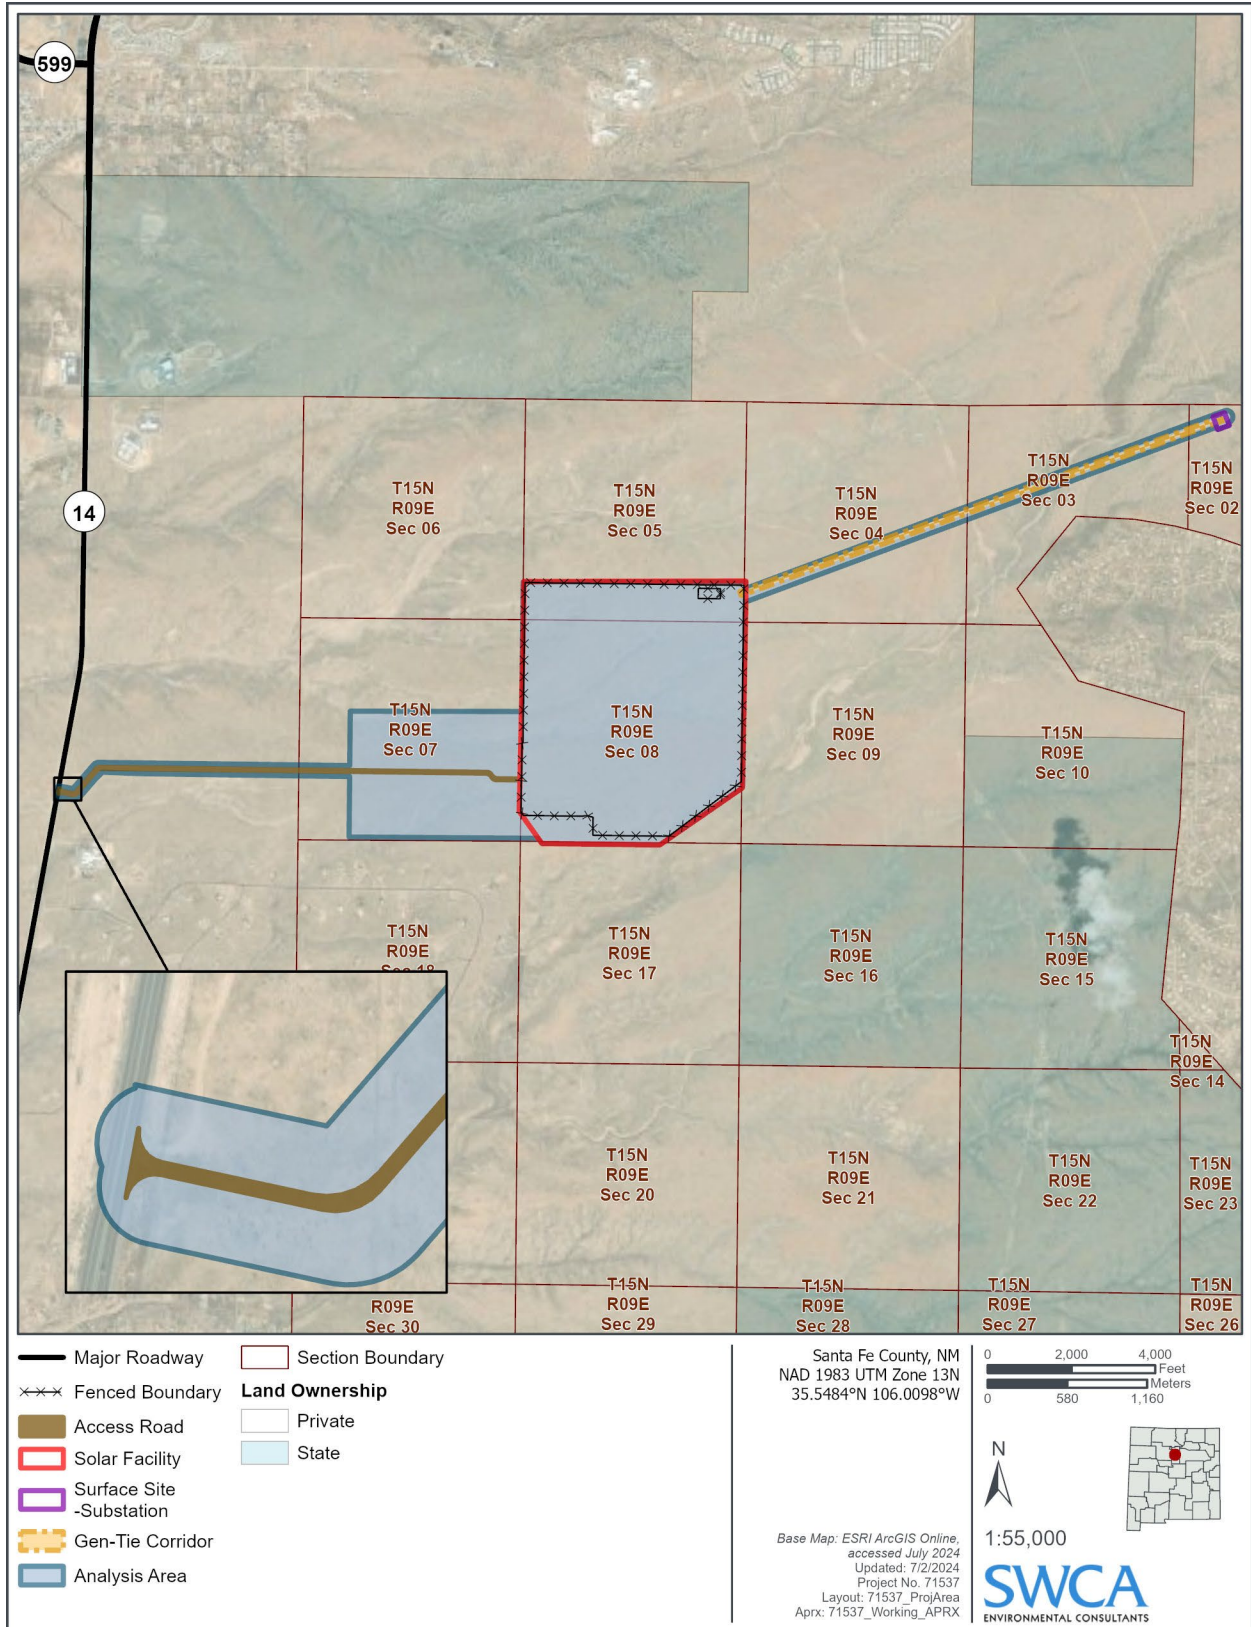 599
14
T15N
R09E
Sec 06
T15N
R09E
Sec 05
T15N
R09E
Sec 04
T15N
R09E
Sec 03
T15N
R09E
Sec 02
T15N
R09E
Sec 07
T15N
R09E
Sec 08
T15N
R09E
Sec 09
T15N
R09E
Sec 10
T15N
R09E
Sec 18
T15N
R09E
Sec 17
T15N
R09E
Sec 16
T15N
R09E
Sec 15
T15N
R09E
Sec 14
T15N
R09E
Sec 20
T15N
R09E
Sec 21
T15N
R09E
Sec 22
T15N
R09E
Sec 23
R09E
Sec 30
T15N
R09E
Sec 29
T15N
R09E
Sec 28
T15N
R09E
Sec 27
T15N
R09E
Sec 26
Major Roadway
Fenced Boundary
Access Road
Solar Facility
Surface Site
-Substation
Gen-Tie Corridor
Analysis Area
Section Boundary
Land Ownership
Private
State
Santa Fe County, NM
NAD 1983 UTM Zone 13N
35.5484°N 106.0098°W
Base Map: ESRI ArcGIS Online,
accessed July 2024
Updated: 7/2/2024
Project No. 71537
Layout: 71537_ProjArea
Aprx: 71537_Working_APRX
0 2,000 4,000
Feet
Meters
0 580 1,160
N
1:55,000
SWCA
ENVIRONMENTAL CONSULTANTS